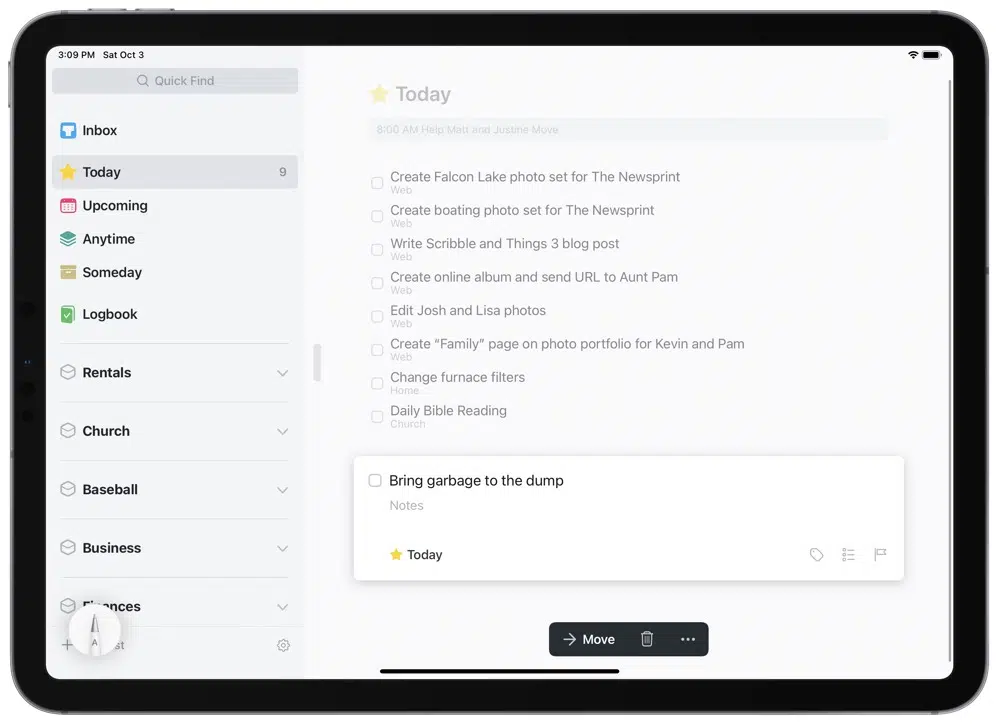 3:09 PM Sat Oct 3
Quick Find
Inbox
Today 9
Upcoming
Anytime
Someday
Logbook
Rentals
Church
Baseball
Business
Finances
Today
8:00 AM Help Matt and Justine Move
Create Falcon Lake photo set for The Newsprint
Web
Create boating photo set for The Newsprint
Web
Write Scribble and Things 3 blog post
Web
Create online album and send URL to Aunt Pam
Web
Edit Josh and Lisa photos
Web
Create “Family” page on photo portfolio for Kevin and Pam
Web
Change furnace filters
Home
Daily Bible Reading
Church
Bring garbage to the dump
Notes
Today
A
Move